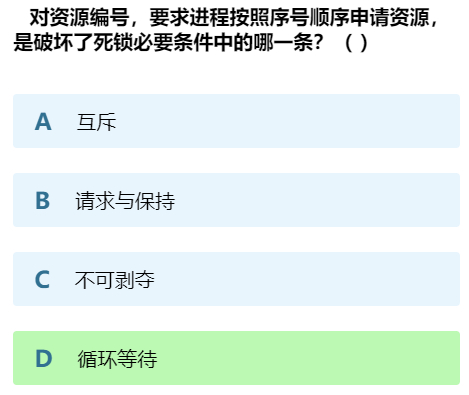 对资源编号，要求进程按照序号顺序申请资源，
是破坏了死锁必要条件中的哪一条？（ ）
A 互斥
B 请求与保持
C 不可剥夺
D 循环等待